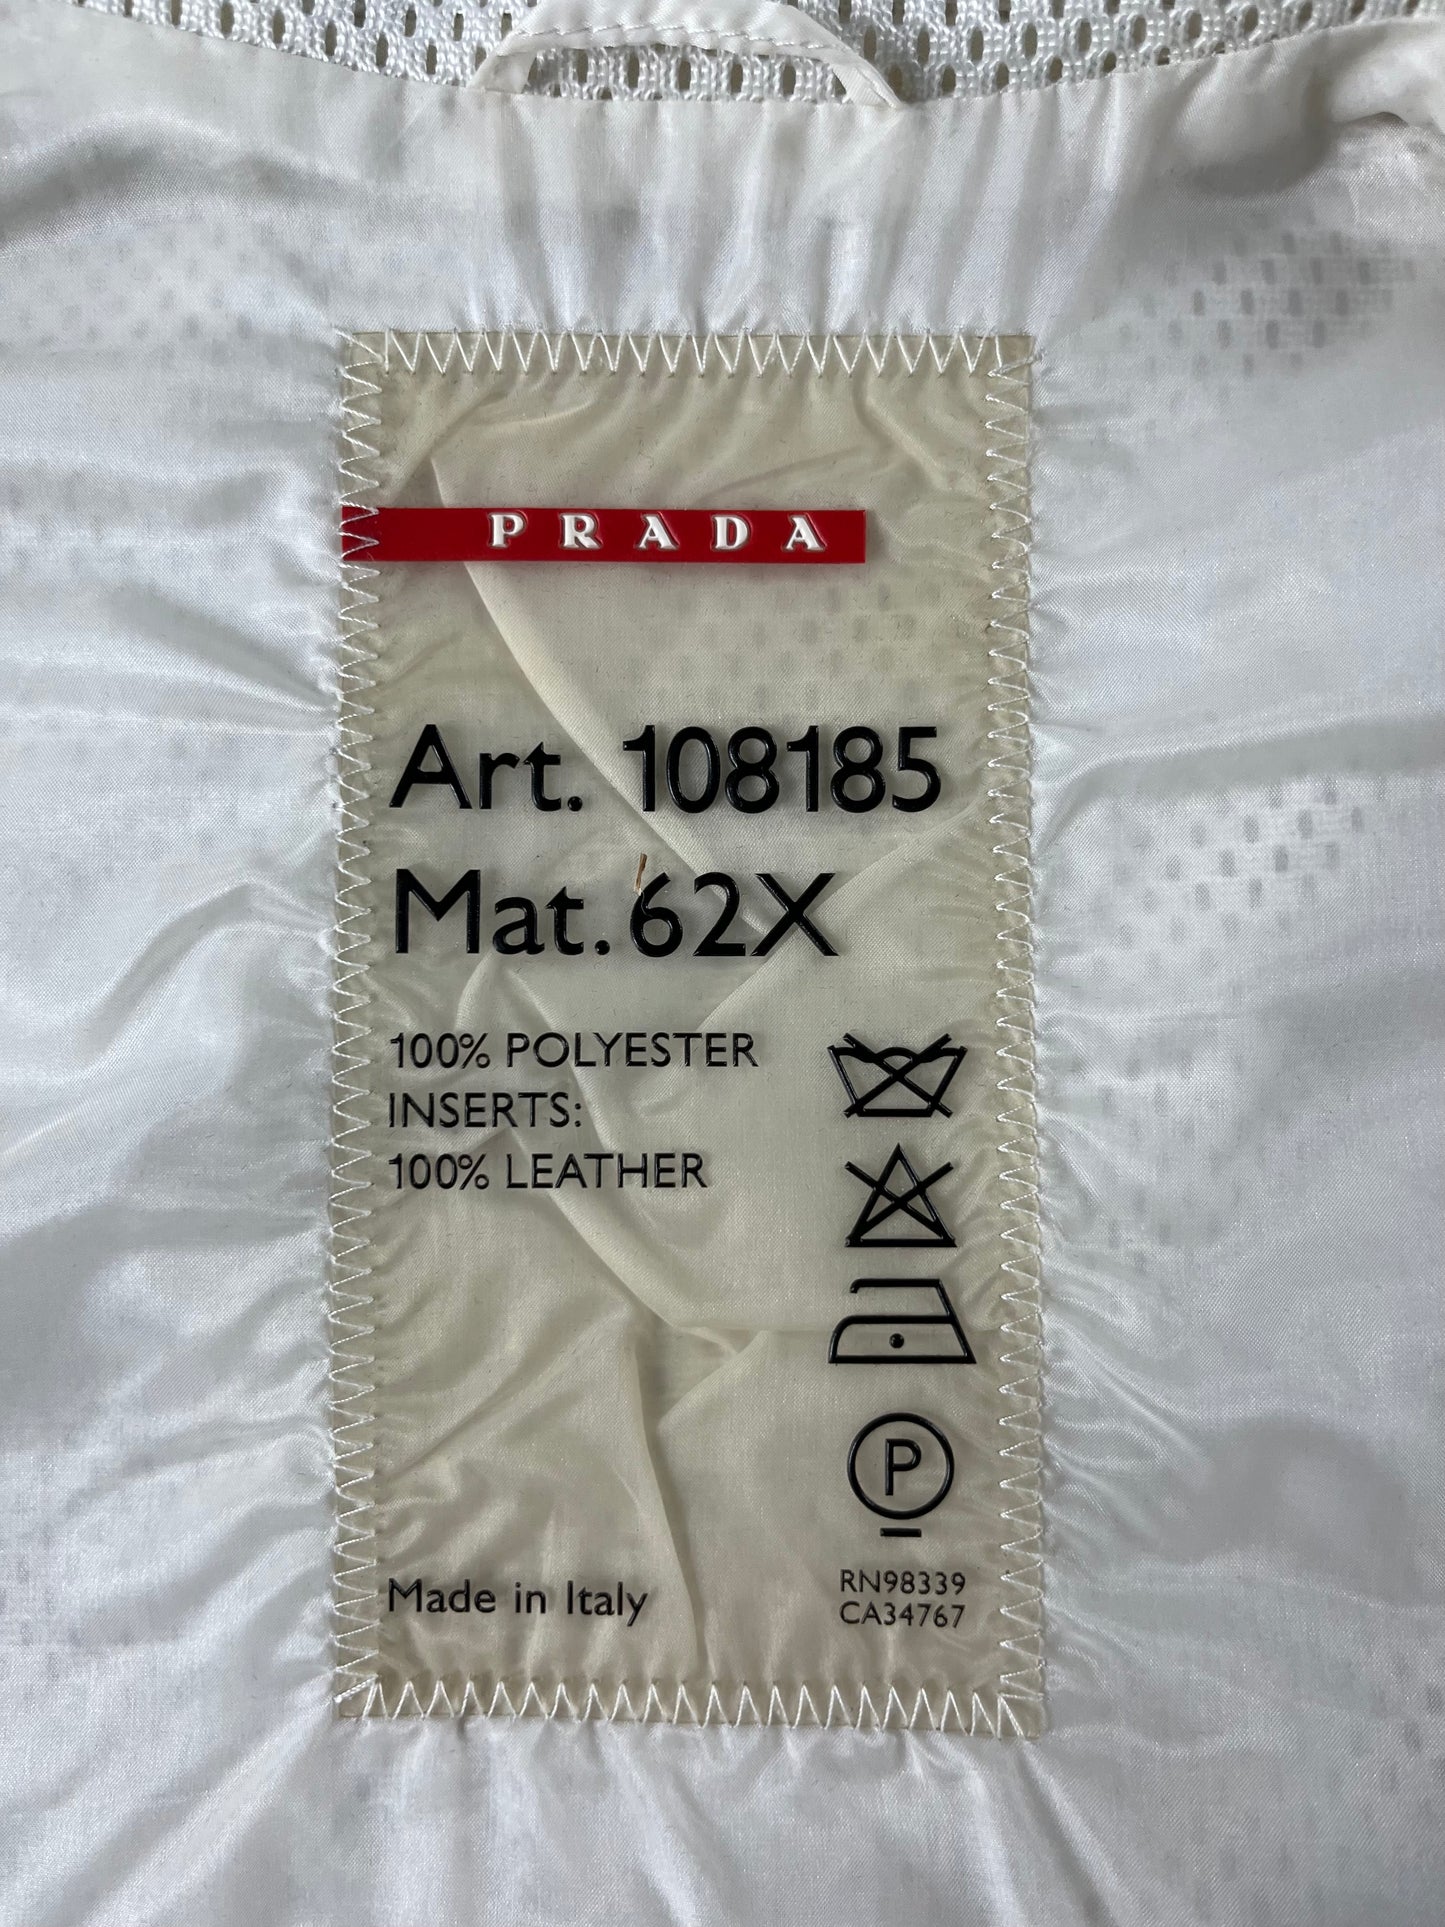 PRADA
Art. 108185
Mat. 62X
100% POLYESTER
INSERTS:
100% LEATHER
P
Made in Italy
RN98339
CA34767